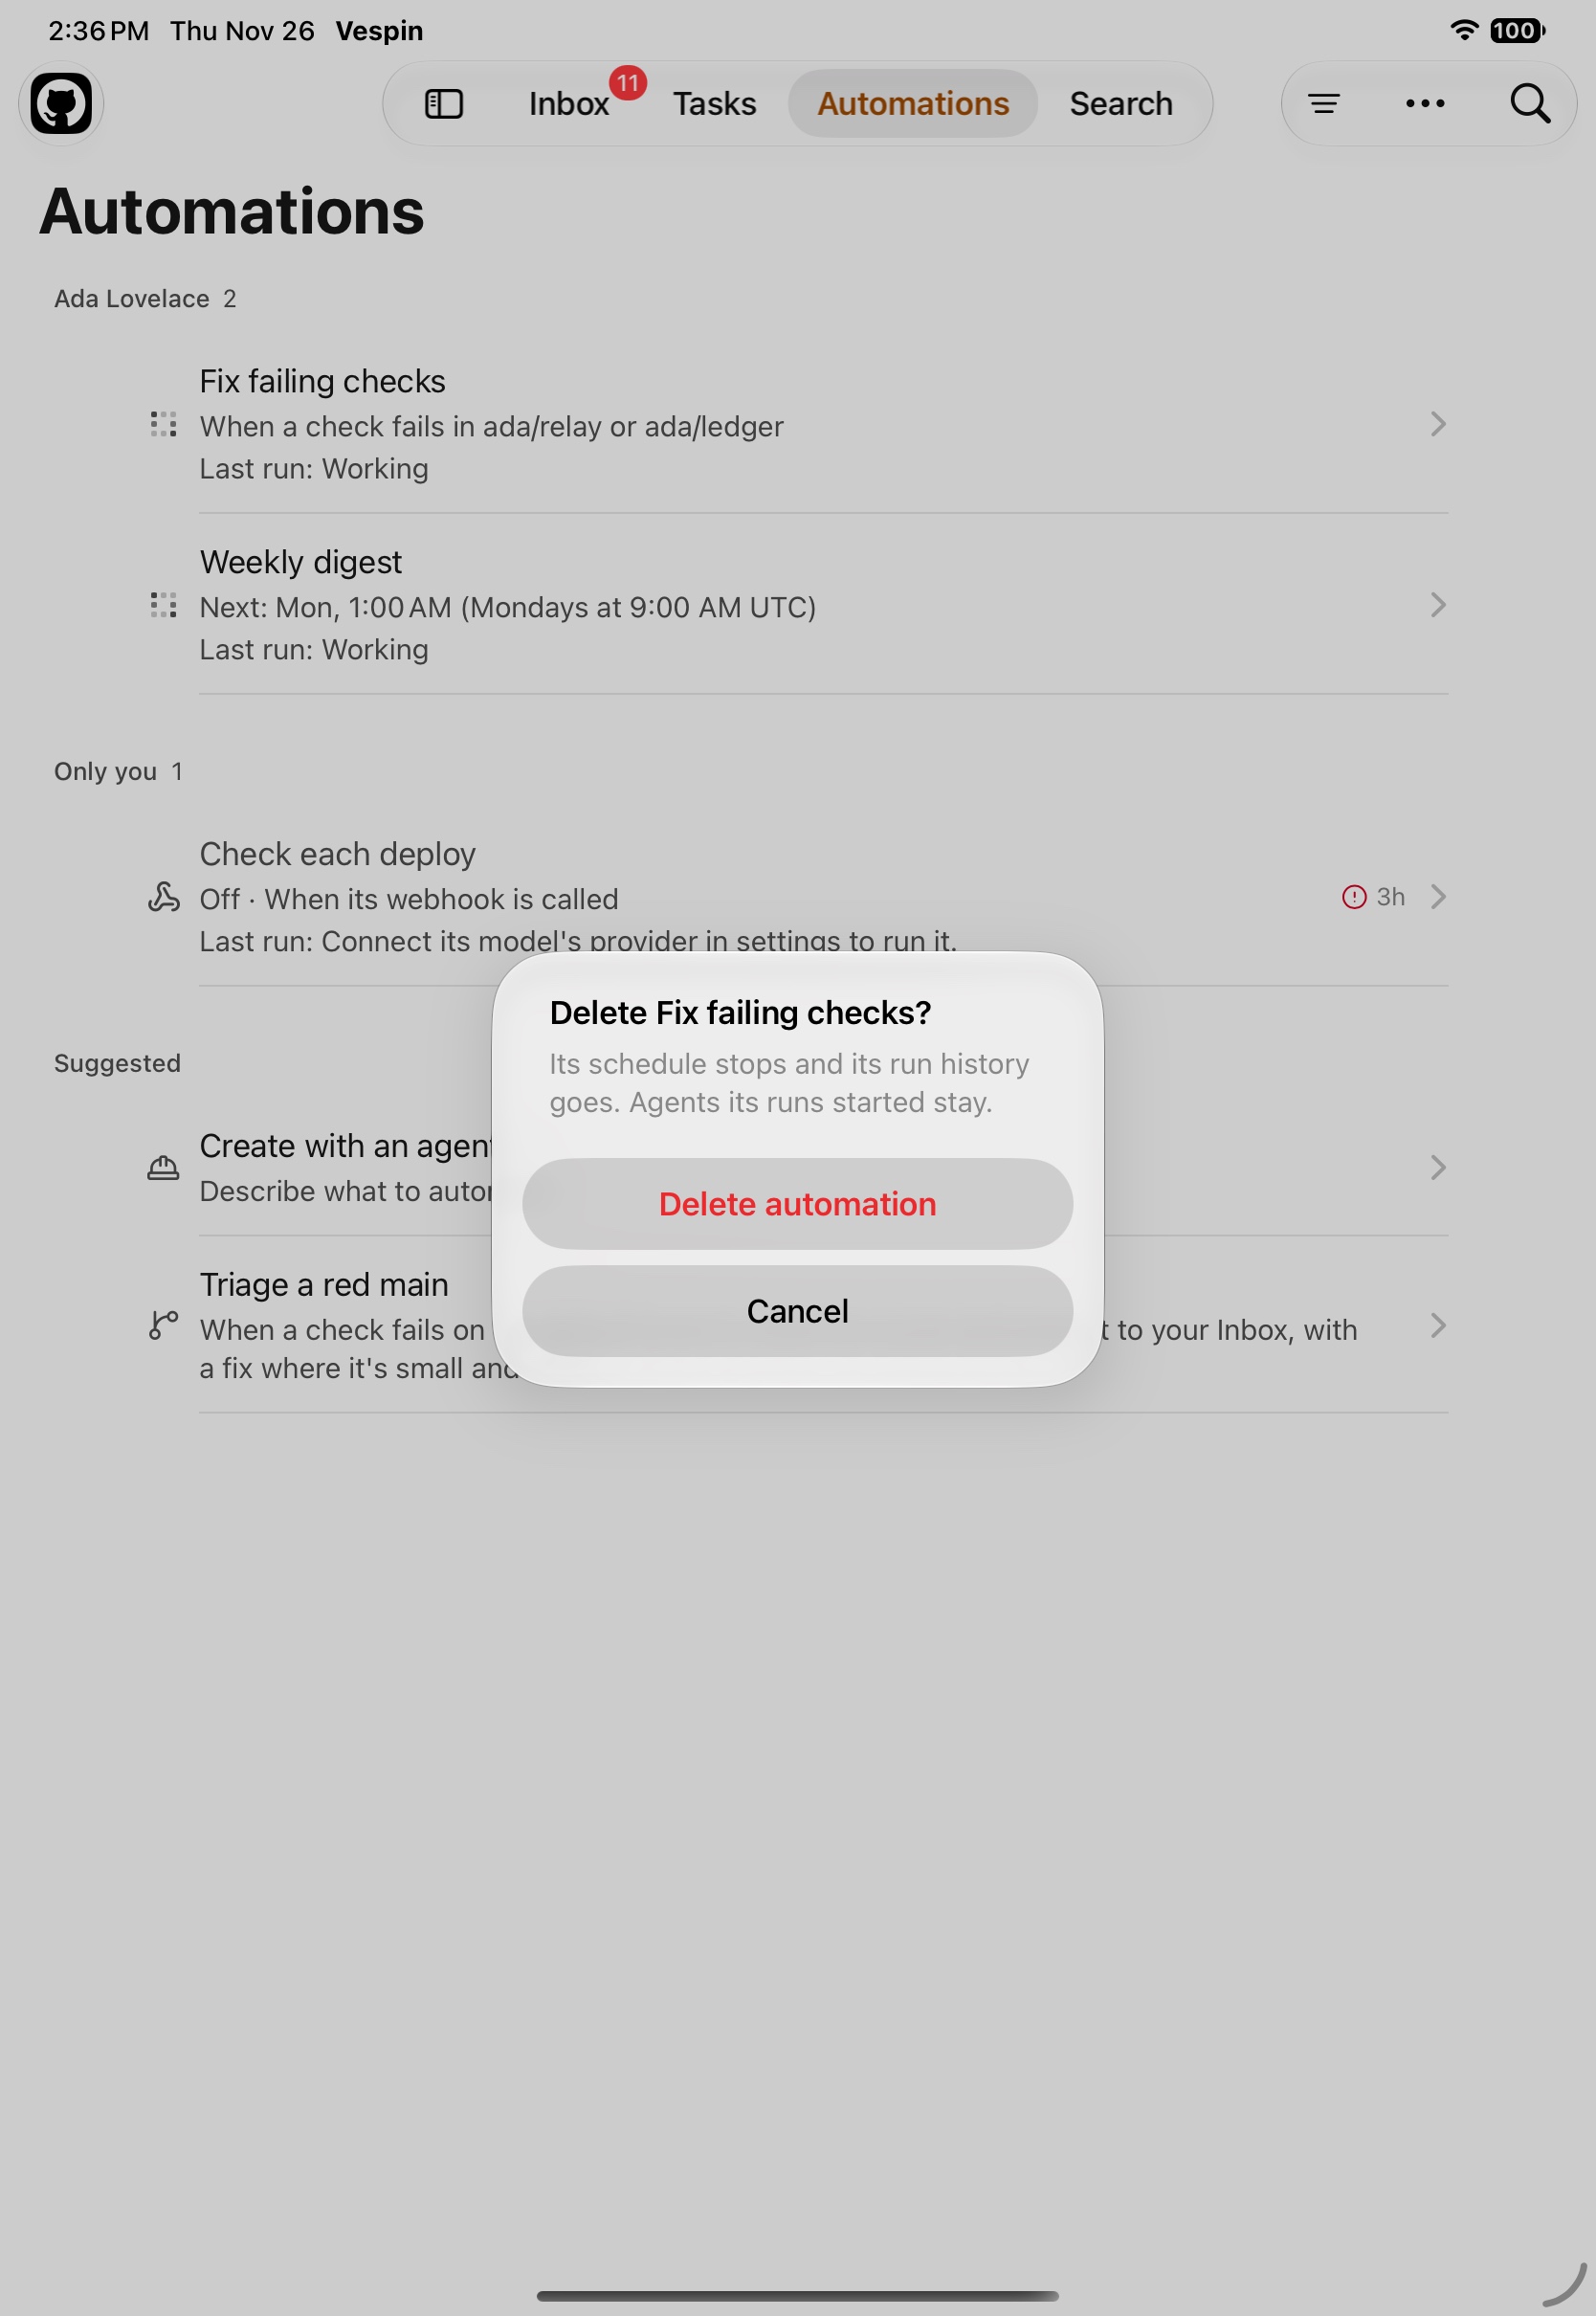 2:36 PM Thu Nov 26 Vespin
100
Inbox 11 Tasks Automations Search
Automations
Ada Lovelace 2
Fix failing checks
When a check fails in ada/relay or ada/ledger
Last run: Working
Weekly digest
Next: Mon, 1:00 AM (Mondays at 9:00 AM UTC)
Last run: Working
Only you 1
Check each deploy
Off · When its webhook is called
3h
Last run: Connect its model's provider in settings to run it.
Delete Fix failing checks?
Its schedule stops and its run history
goes. Agents its runs started stay.
Delete automation
Cancel
Suggested
Create with an agent
Describe what to
Triage a red main
When a check fails on
to your Inbox, with
a fix where it's small and